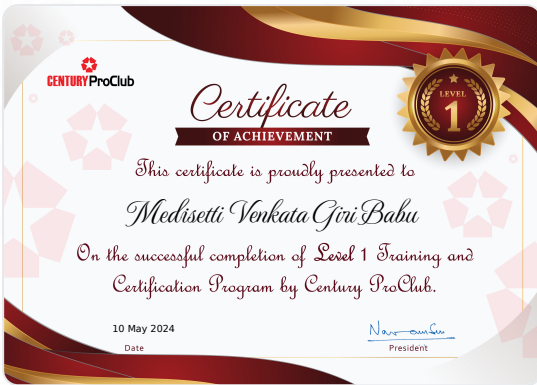 CENTURY ProClub
LEVEL
1
Certificate
OF ACHIEVEMENT
This certificate is proudly presented to
Medisetti Venkata Giri Babu
On the successful completion of Level 1 Training and
Certification Program by Century ProClub.
10 May 2024
Date
President